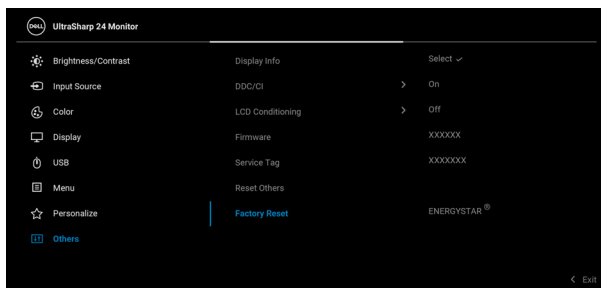 DELL UltraSharp 24 Monitor
Brightness/Contrast Display Info Select ✓
Input Source DDC/CI > On
Color LCD Conditioning > Off
Display Firmware XXXXXX
USB Service Tag XXXXXXX
Menu Reset Others
Personalize Factory Reset ENERGYSTAR ®
Others
< Exit